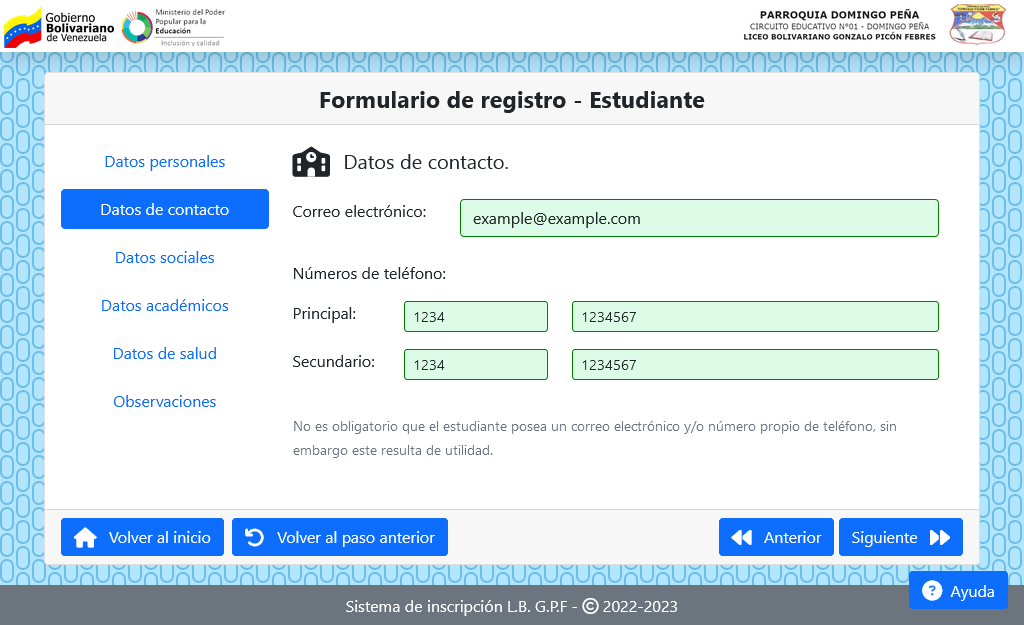 Gobierno
Bolivariano
de Venezuela
Ministerio del Poder
Popular para la
Educación
Inclusión y calidad
PARROQUIA DOMINGO PEÑA
CIRCUITO EDUCATIVO N°01 - DOMINGO PEÑA
LICEO BOLIVARIANO GONZALO PICÓN FEBRES
Formulario de registro - Estudiante
Datos personales
Datos de contacto
Datos sociales
Datos académicos
Datos de salud
Observaciones
Datos de contacto.
Correo electrónico: example@example.com
Números de teléfono:
Principal: 1234 1234567
Secundario: 1234 1234567
No es obligatorio que el estudiante posea un correo electrónico y/o número propio de teléfono, sin
embargo este resulta de utilidad.
Volver al inicio Volver al paso anterior Anterior Siguiente
? Ayuda
Sistema de inscripción L.B. G.P.F - © 2022-2023